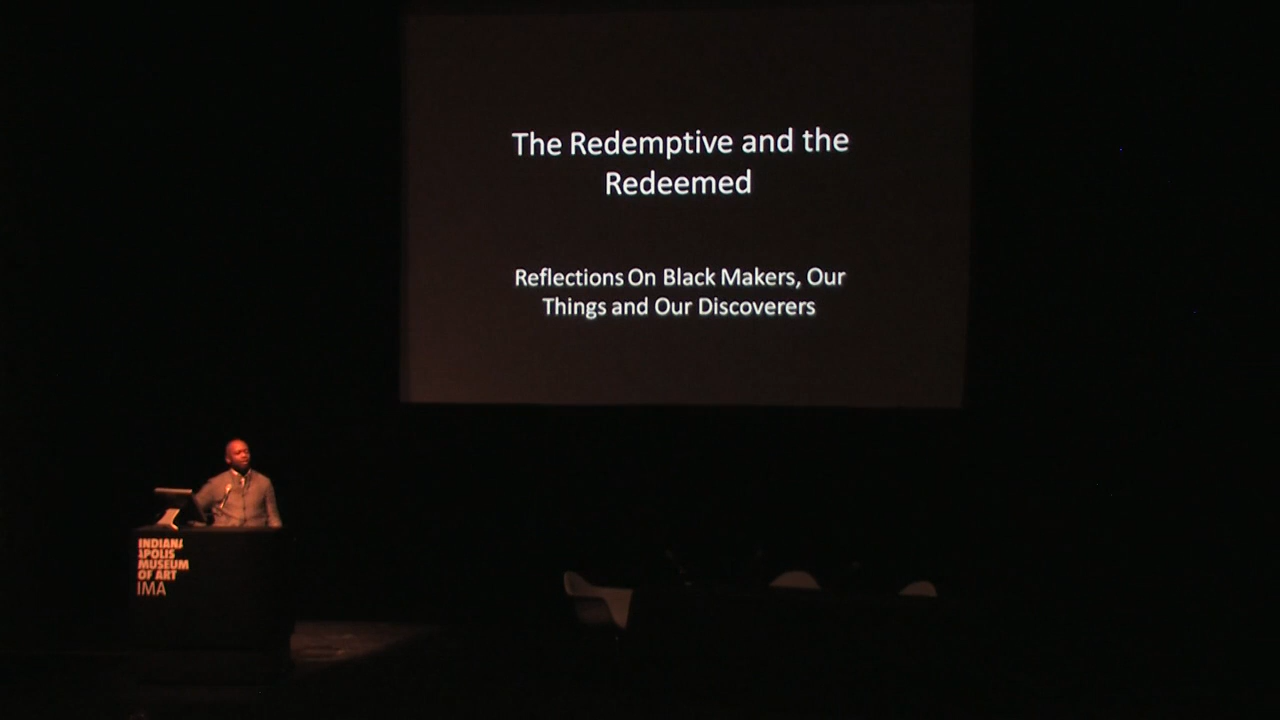 The Redemptive and the
Redeemed
Reflections On Black Makers, Our
Things and Our Discoverers
INDIANA
APOLIS
MUSEUM
OF ART
IMA